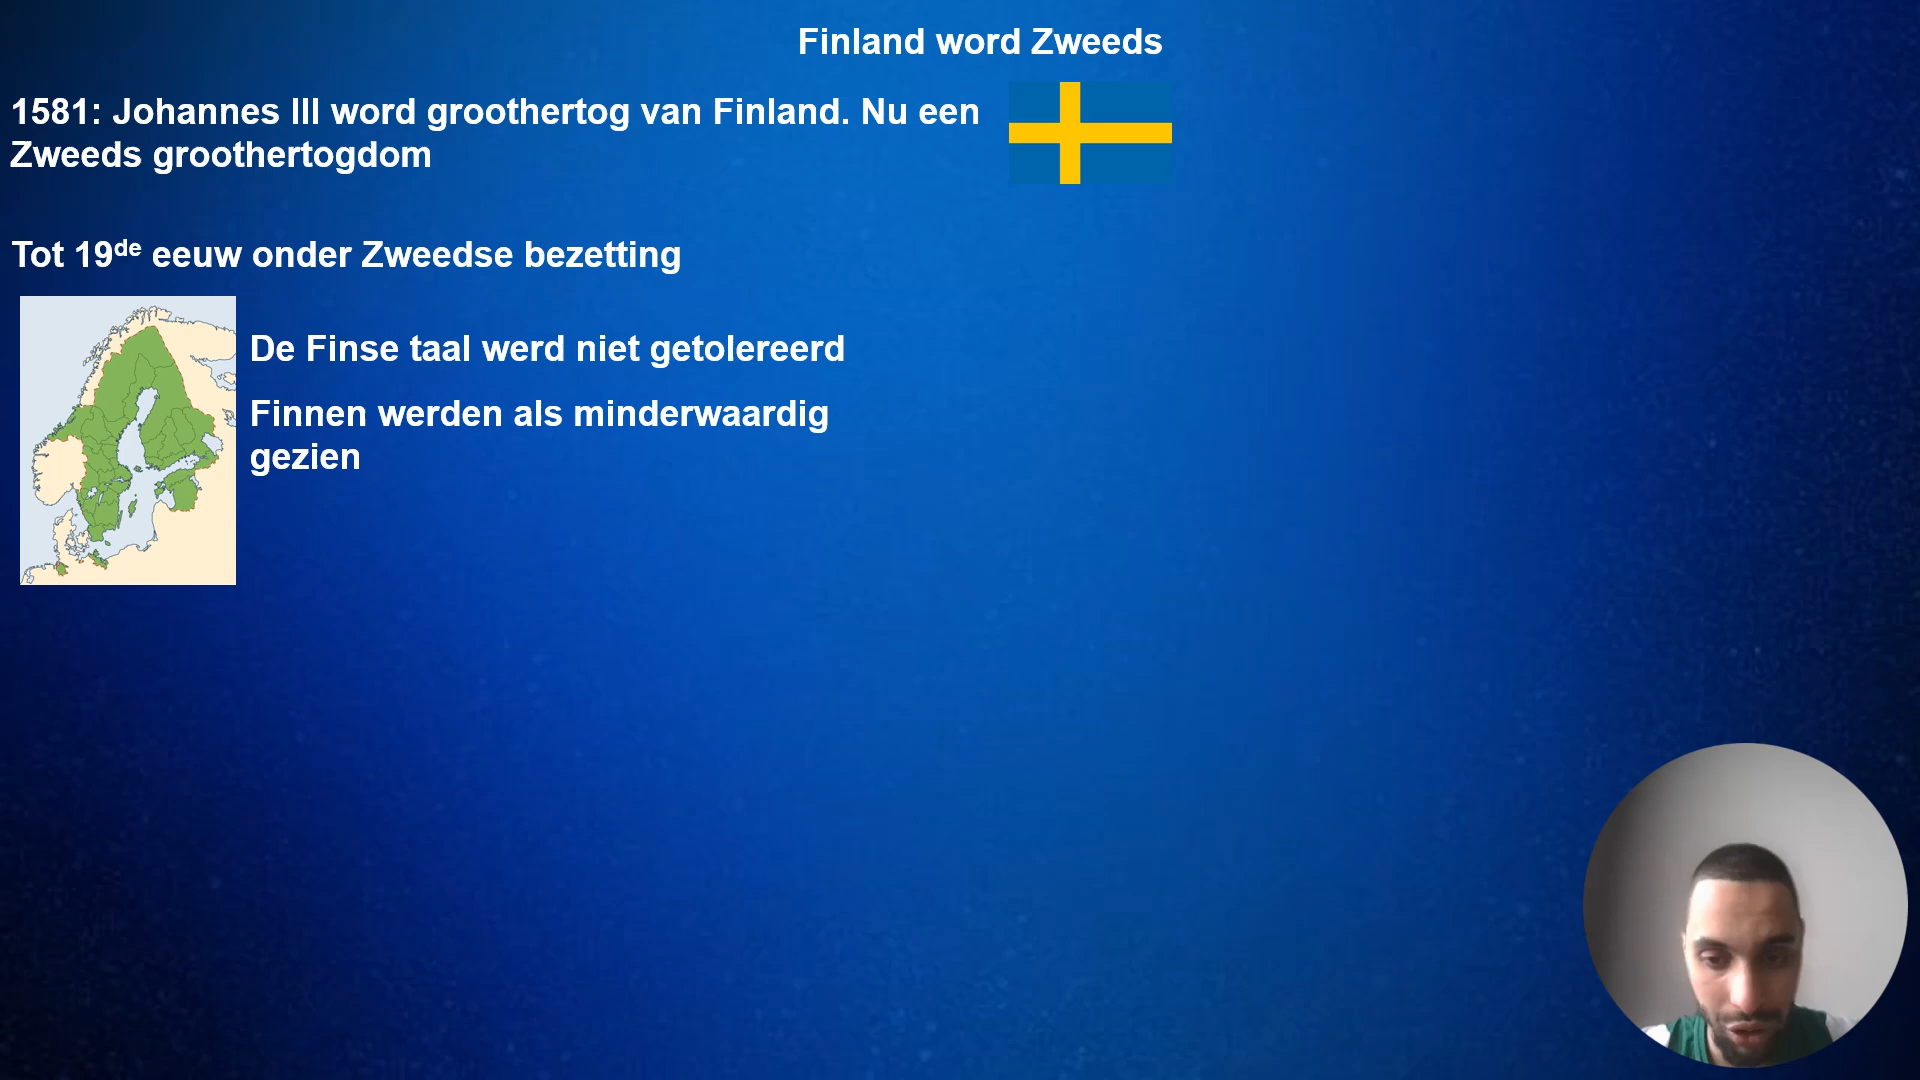 Finland word Zweeds
1581: Johannes III word groothertog van Finland. Nu een
Zweeds groothertogdom
Tot 19de eeuw onder Zweedse bezetting
De Finse taal werd niet getolereerd
Finnen werden als minderwaardig
gezien